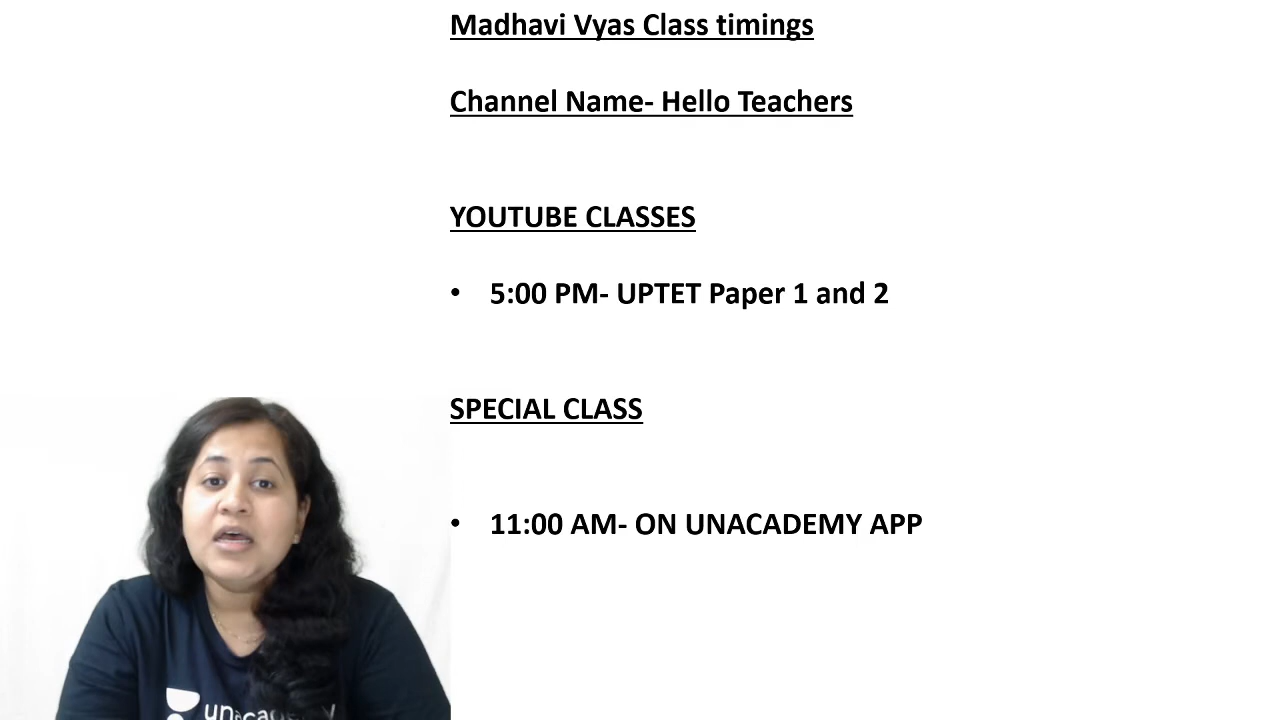 Madhavi Vyas Class timings
Channel Name- Hello Teachers
YOUTUBE CLASSES
• 5:00 PM- UPTET Paper 1 and 2
SPECIAL CLASS
• 11:00 AM- ON UNACADEMY APP
unacademy